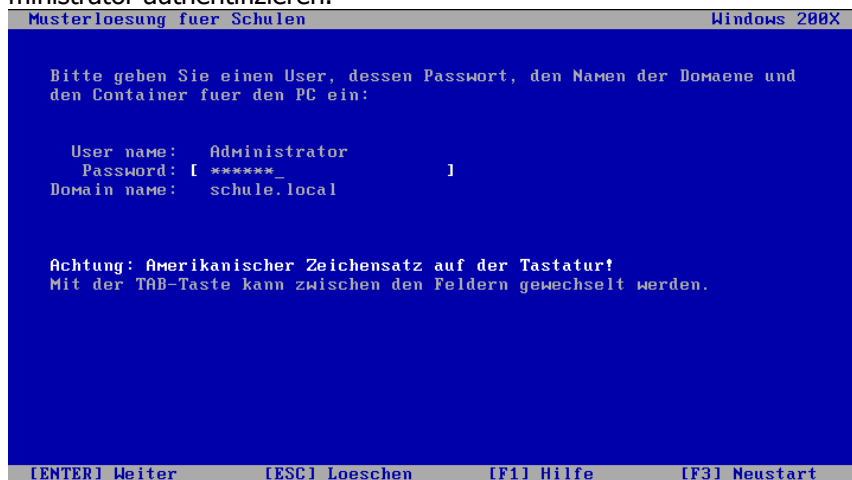 ministrator authentifizieren.
Musterloesung fuer Schulen Windows 200X
Bitte geben Sie einen User, dessen Passwort, den Namen der Domaene und
den Container fuer den PC ein:
User name: Administrator
Password: [ ******_ ]
Domain name: schule.local
Achtung: Amerikanischer Zeichensatz auf der Tastatur!
Mit der TAB-Taste kann zwischen den Feldern gewechselt werden.
[ENTER] Weiter [ESC] Loeschen [F1] Hilfe [F3] Neustart